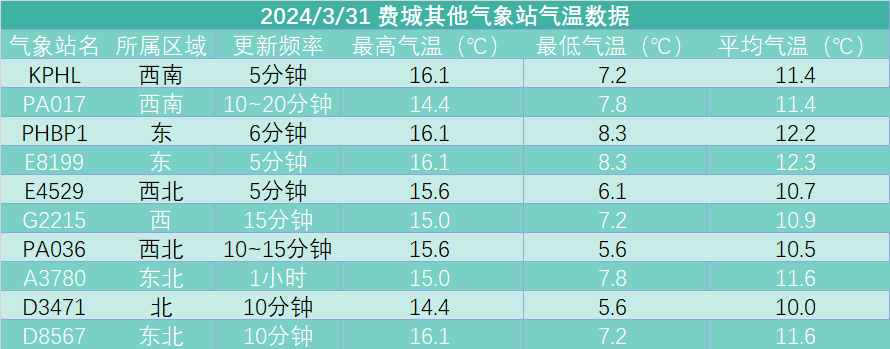 2024/3/31 费城其他气象站气温数据
气象站名 所属区域 更新频率 最高气温（℃） 最低气温（℃） 平均气温（℃）
KPHL 西南 5分钟 16.1 7.2 11.4
PA017 西南 10~20分钟 14.4 7.8 11.4
PHBP1 东 6分钟 16.1 8.3 12.2
E8199 东 5分钟 16.1 8.3 12.3
E4529 西北 5分钟 15.6 6.1 10.7
G2215 西 15分钟 15.0 7.2 10.9
PA036 西北 10~15分钟 15.6 5.6 10.5
A3780 东北 1小时 15.0 7.8 11.6
D3471 北 10分钟 14.4 5.6 10.0
D8567 东北 10分钟 16.1 7.2 11.6